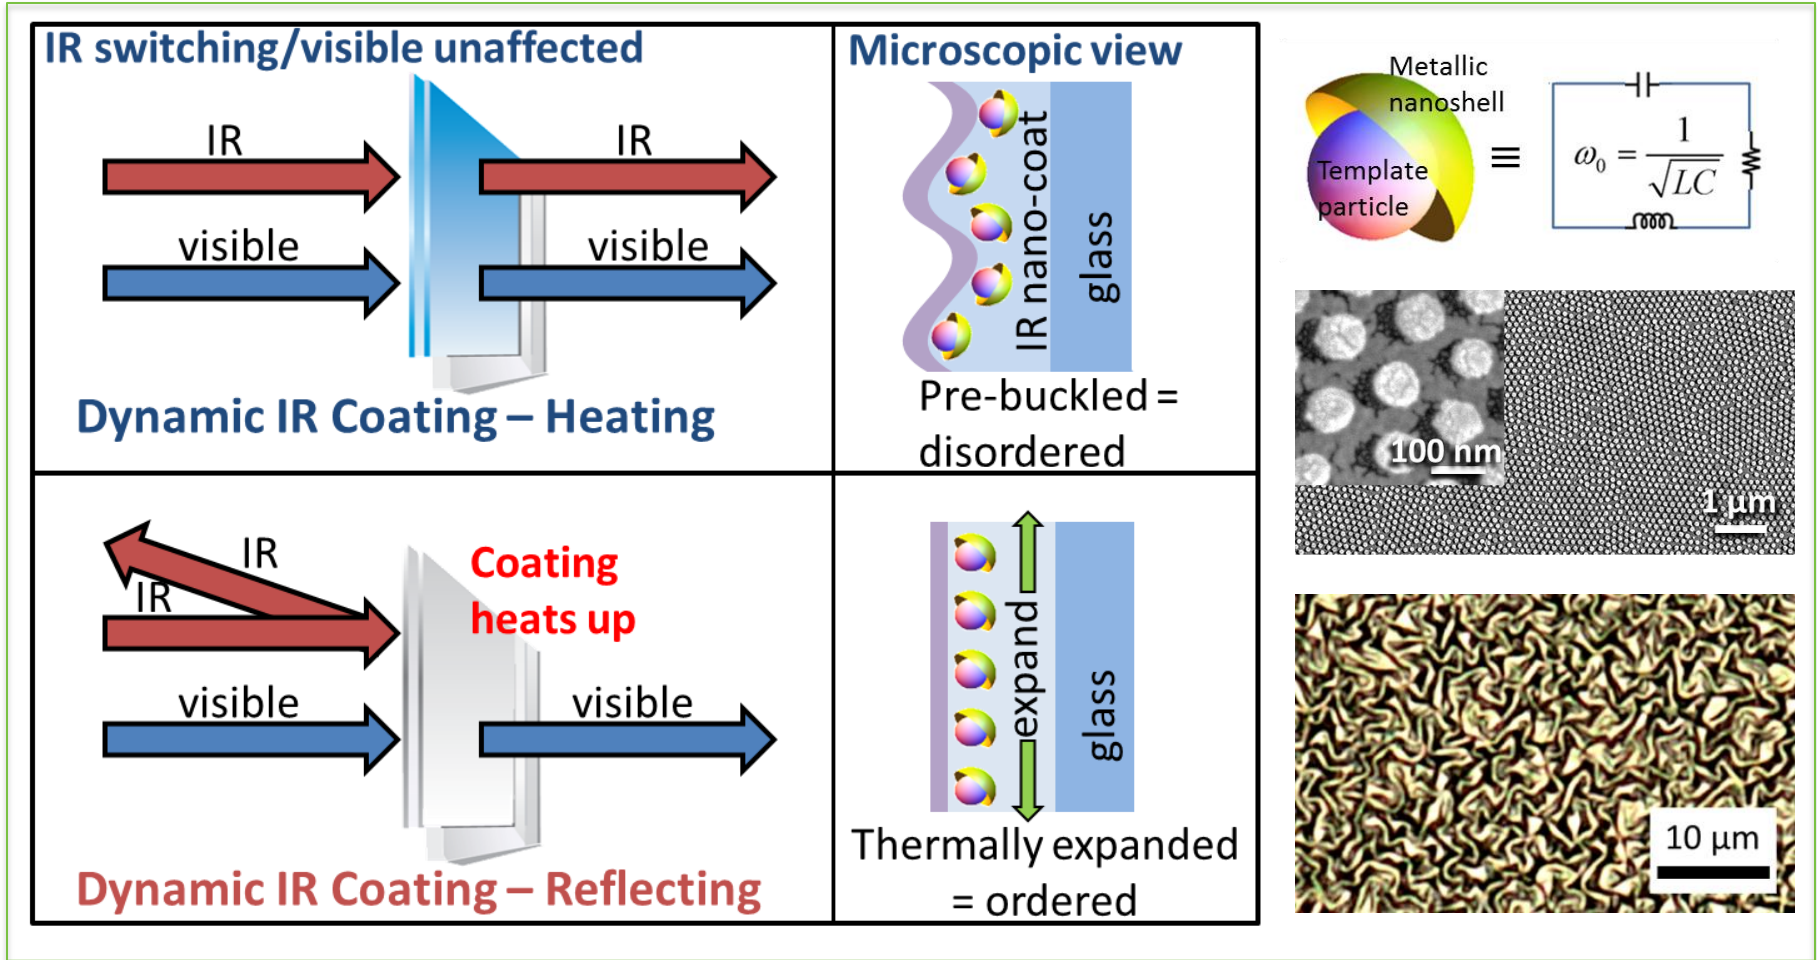 IR switching/visible unaffected
IR
IR
visible
visible
Dynamic IR Coating – Heating
Microscopic view
IR nano-coat
glass
Pre-buckled =
disordered
IR
IR
Coating
heats up
visible
visible
Dynamic IR Coating – Reflecting
expand
glass
Thermally expanded
= ordered
Metallic
nanoshell
Template
particle
≡
ω₀ = 1/√LC
100 nm
1 µm
10 µm